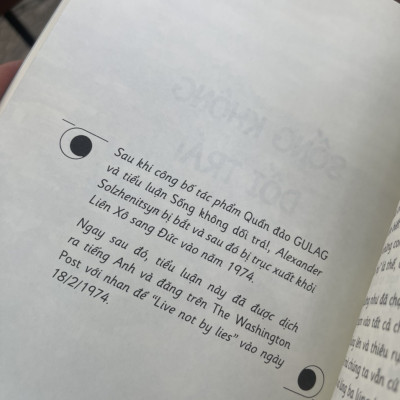 Sau khi công bố tác phẩm Quần đảo GULAG
và tiểu luận Sống không dối trá!, Alexander
Solzhenitsyn bị bắt và sau đó bị trục xuất khỏi
Liên Xô sang Đức vào năm 1974.
Ngay sau đó, tiểu luận này đã được dịch
ra tiếng Anh và đăng trên The Washington
Post với nhan đề “Live not by lies” vào ngày
18/2/1974.